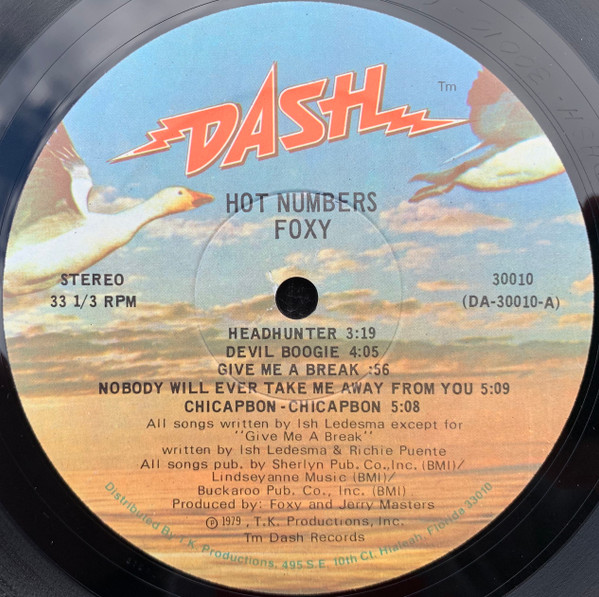 DASH Tm
HOT NUMBERS
FOXY
STEREO
33 1/3 RPM
30010
(DA-30010-A)
HEADHUNTER 3:19
DEVIL BOOGIE 4:05
GIVE ME A BREAK :56
NOBODY WILL EVER TAKE ME AWAY FROM YOU 5:09
CHICAPBON-CHICAPBON 5:08
All songs written by Ish Ledesma except for
"Give Me A Break"
written by Ish Ledesma & Richie Puente
All songs pub. by Sherlyn Pub. Co., Inc. (BMI)/
Lindseyanne Music (BMI)/
Buckaroo Pub. Co., Inc. (BMI)
Produced by: Foxy and Jerry Masters
℗ 1979, T.K. Productions, Inc.
Tm Dash Records
Distributed By T.K. Productions, 495 S.E. 10th Ct. Hialeah, Florida 33010